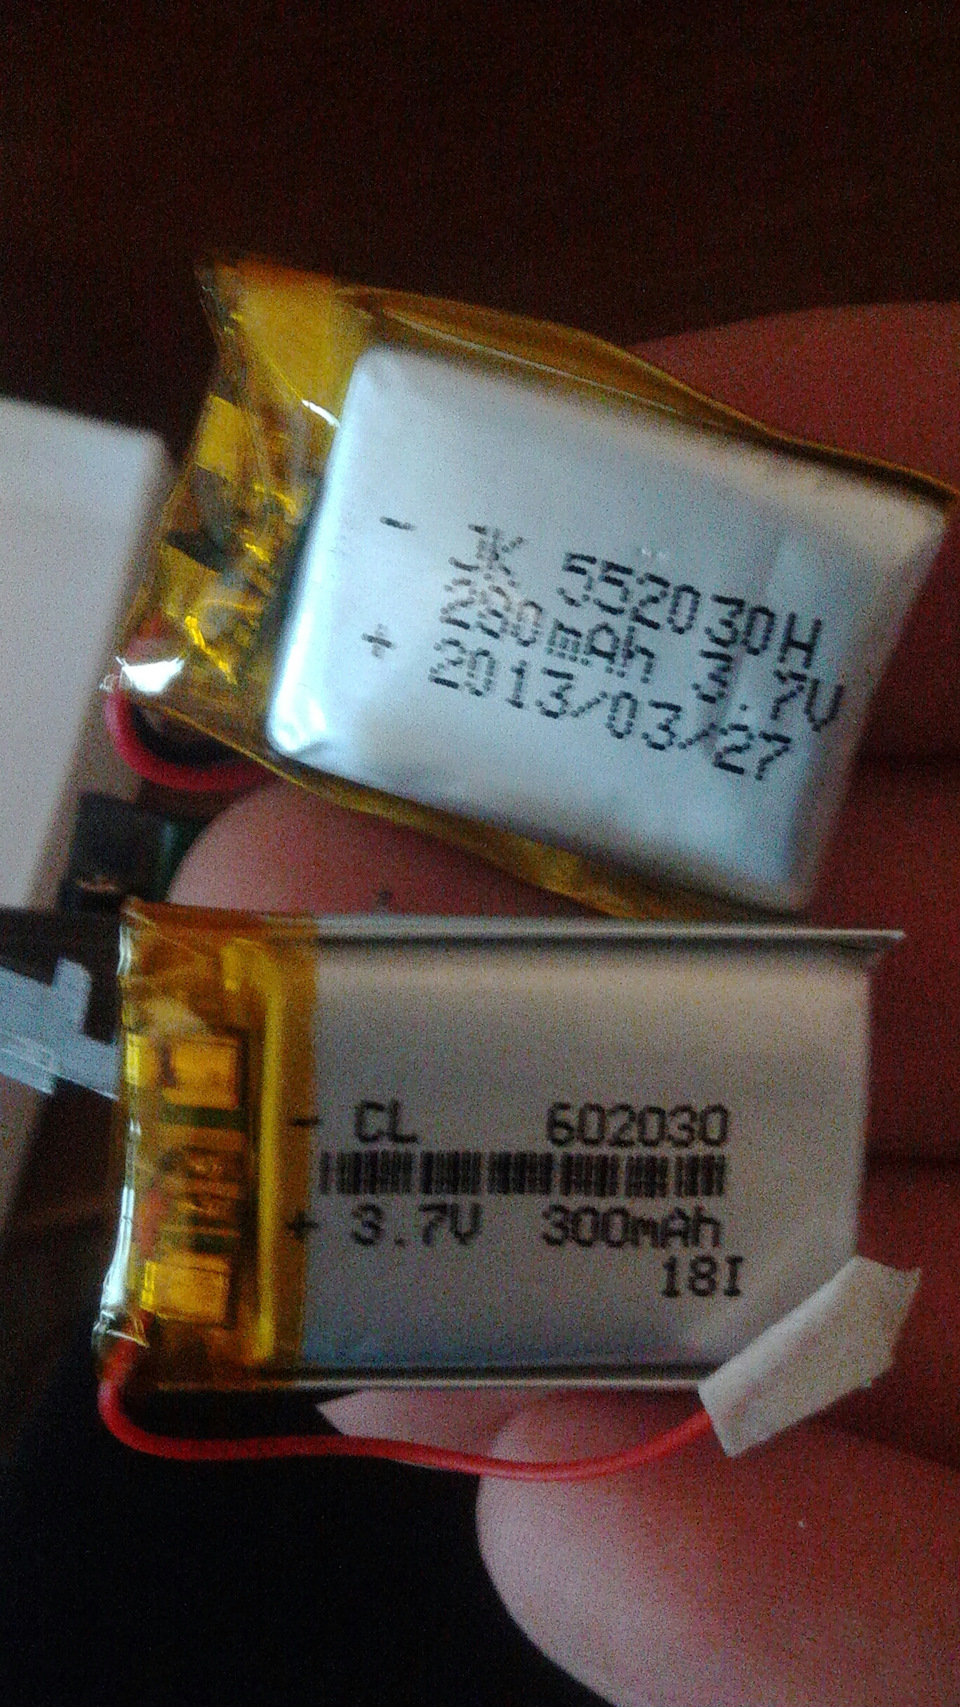 - JK 552030H
280mAh 3.7V
+ 2013/03/27
- CL 602030
+ 3.7V 300mAh
18I